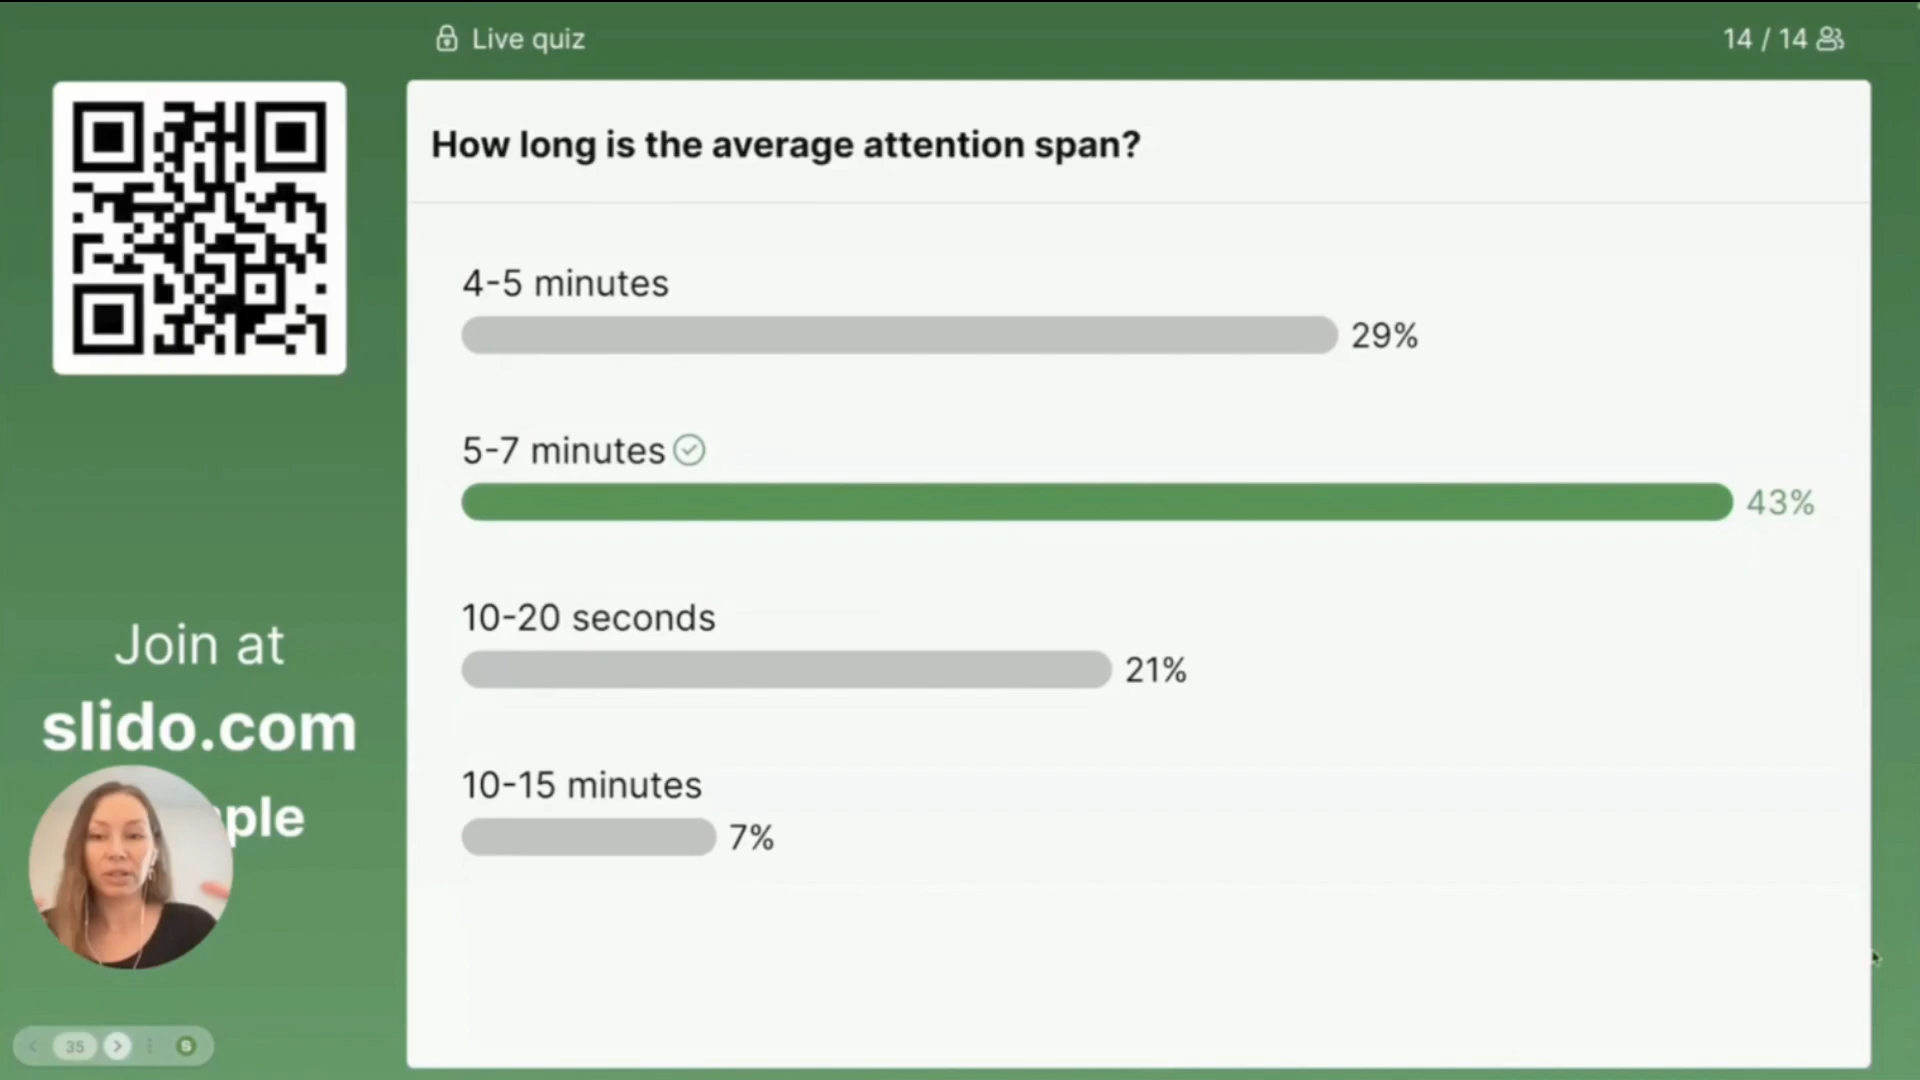 Live quiz
14 / 14
How long is the average attention span?
4-5 minutes
29%
5-7 minutes
43%
10-20 seconds
21%
10-15 minutes
7%
Join at
slido.com
ple
35
S